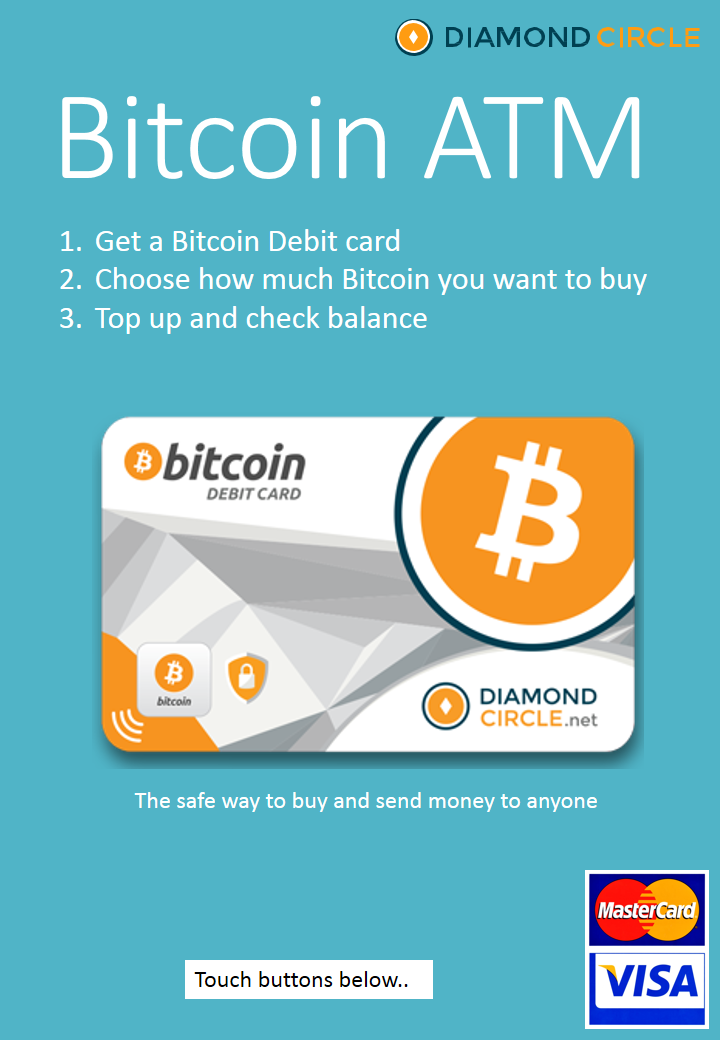 DIAMOND CIRCLE
Bitcoin ATM
1. Get a Bitcoin Debit card
2. Choose how much Bitcoin you want to buy
3. Top up and check balance
bitcoin
DEBIT CARD
bitcoin
DIAMOND
CIRCLE.net
The safe way to buy and send money to anyone
MasterCard
VISA
Touch buttons below..